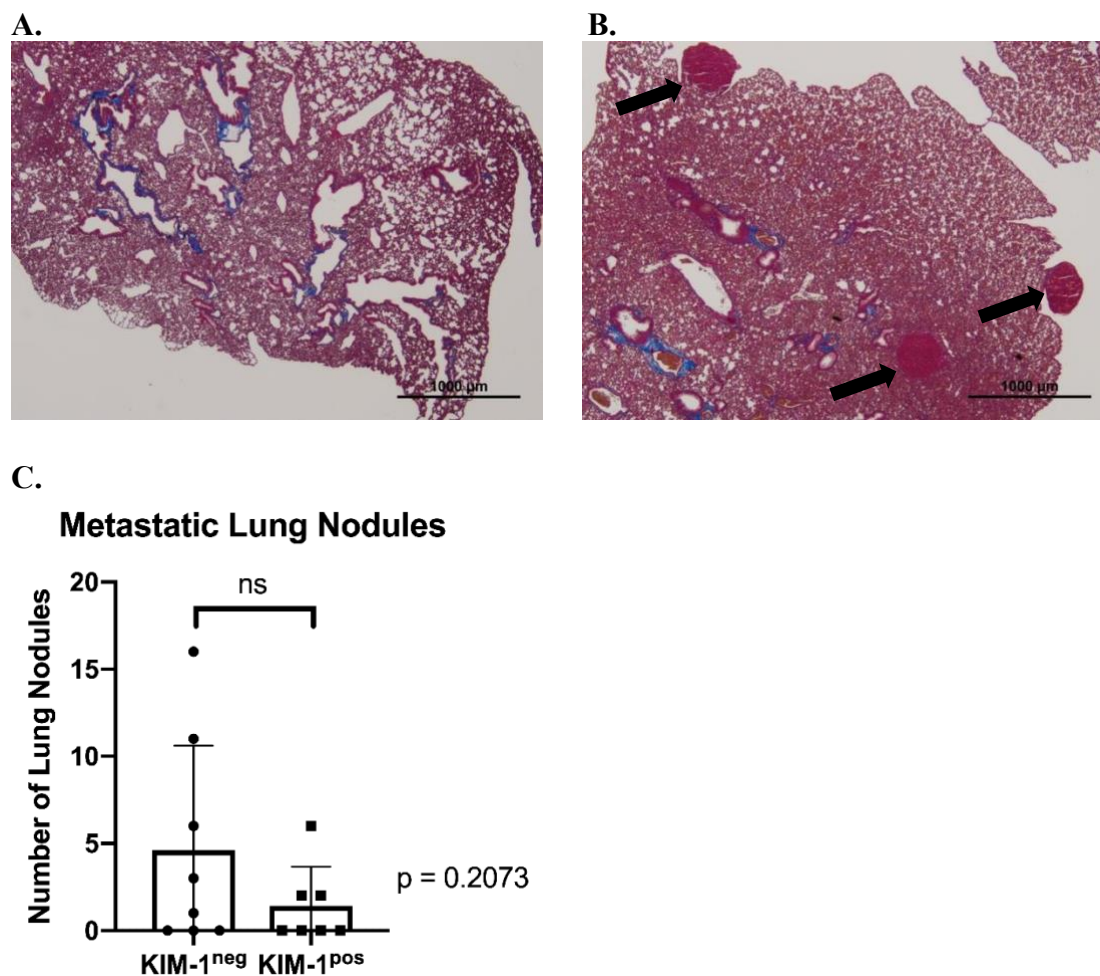 A.
B.
1000 µm
1000 µm
C.
Metastatic Lung Nodules
ns
Number of Lung Nodules
20
15
10
5
0
p = 0.2073
KIM-1neg KIM-1pos